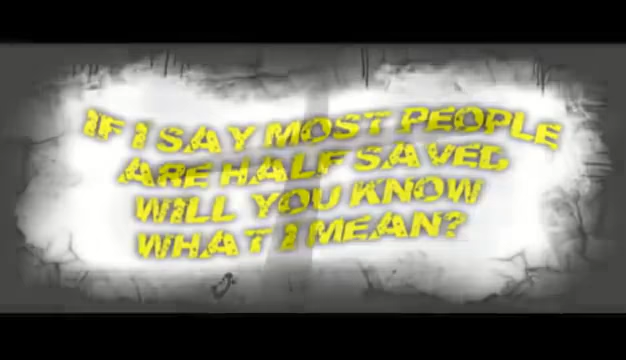 IF I SAY MOST PEOPLE
ARE HALF SAVED
WILL YOU KNOW
WHAT I MEAN?